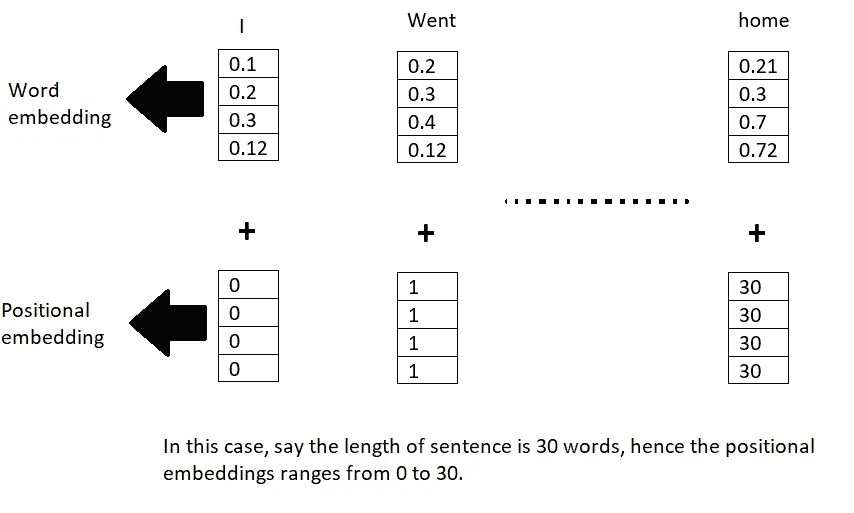 I Went home
Word 0.1 0.2 0.21
embedding 0.2 0.3 0.3
0.3 0.4 0.7
0.12 0.12 0.72
+ + +
Positional 0 1 30
embedding 0 1 30
0 1 30
0 1 30
In this case, say the length of sentence is 30 words, hence the positional
embeddings ranges from 0 to 30.